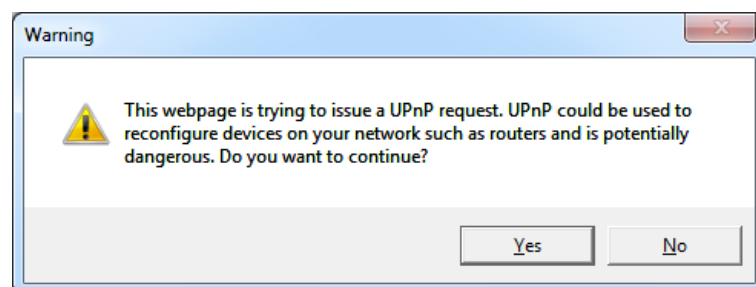 Warning
This webpage is trying to issue a UPnP request. UPnP could be used to
reconfigure devices on your network such as routers and is potentially
dangerous. Do you want to continue?
Yes
No